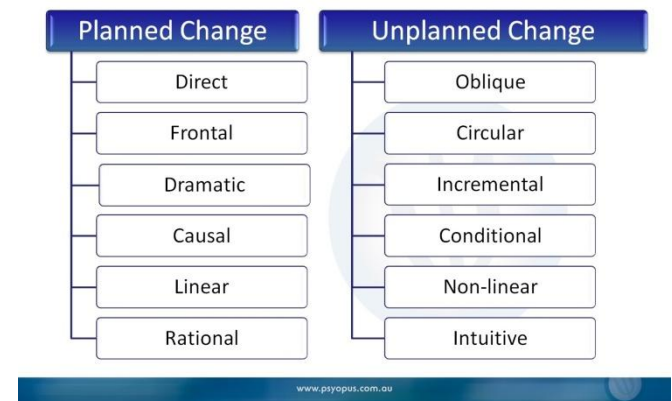 Planned Change
Direct
Frontal
Dramatic
Causal
Linear
Rational
Unplanned Change
Oblique
Circular
Incremental
Conditional
Non-linear
Intuitive
www.psyopus.com.au